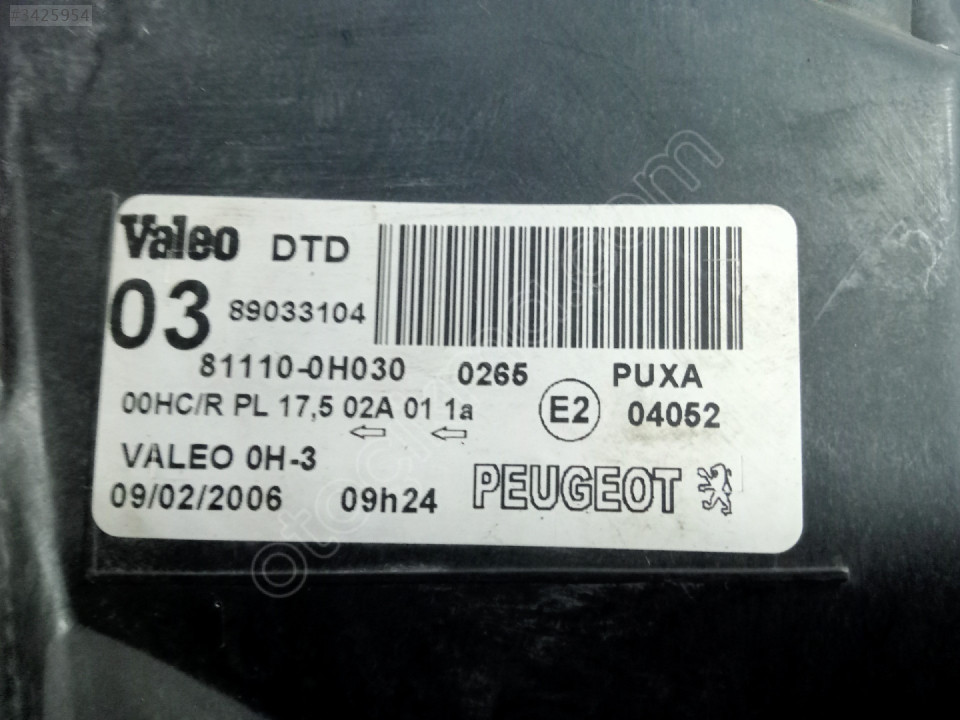 #3425954
Valeo DTD
03 89033104
81110-0H030 0265 PUXA
00HC/R PL 17,5 02A 01 1a E2 04052
VALEO 0H-3
09/02/2006 09h24 PEUGEOT